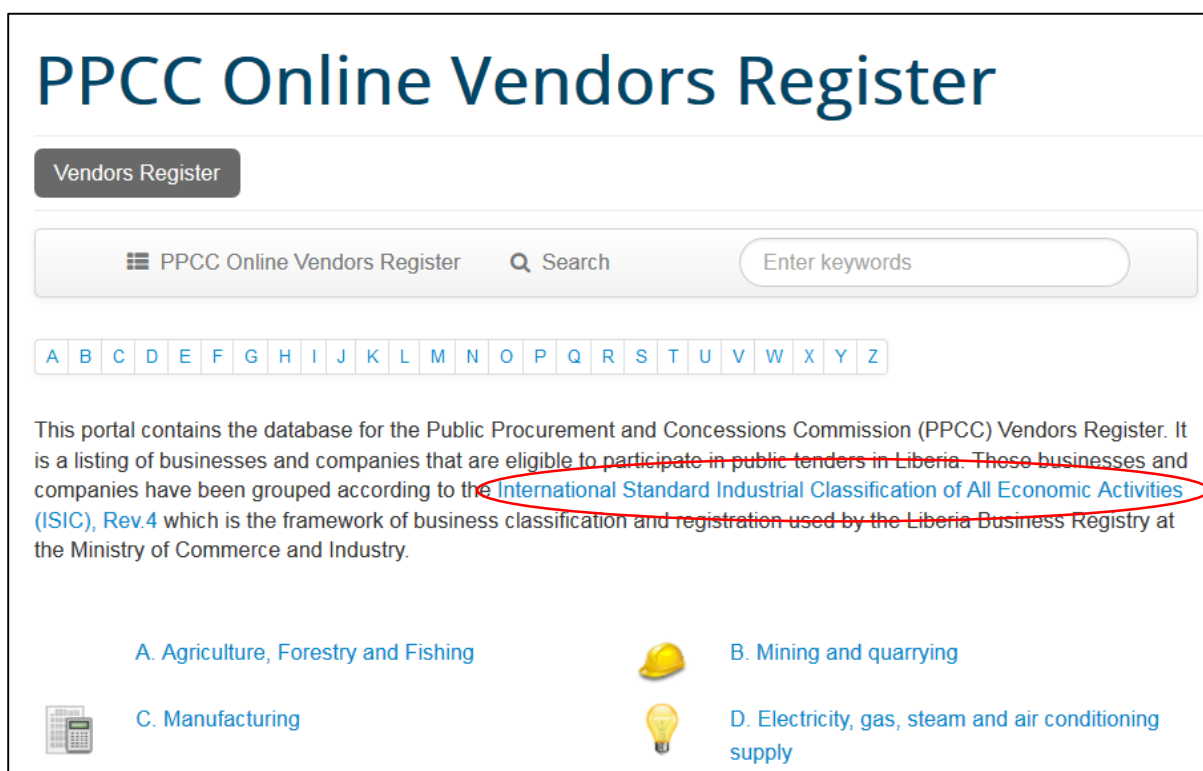 PPCC Online Vendors Register
Vendors Register
PPCC Online Vendors Register Search Enter keywords
A B C D E F G H I J K L M N O P Q R S T U V W X Y Z
This portal contains the database for the Public Procurement and Concessions Commission (PPCC) Vendors Register. It
is a listing of businesses and companies that are eligible to participate in public tenders in Liberia. These businesses and
companies have been grouped according to the International Standard Industrial Classification of All Economic Activities
(ISIC), Rev.4 which is the framework of business classification and registration used by the Liberia Business Registry at
the Ministry of Commerce and Industry.
A. Agriculture, Forestry and Fishing B. Mining and quarrying
C. Manufacturing D. Electricity, gas, steam and air conditioning
supply